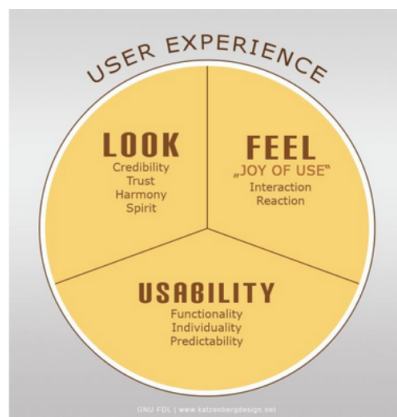 USER EXPERIENCE
LOOK
Credibility
Trust
Harmony
Spirit
FEEL
„JOY OF USE“
Interaction
Reaction
USABILITY
Functionality
Individuality
Predictability
GNU FDL | www.katzenbergdesign.net